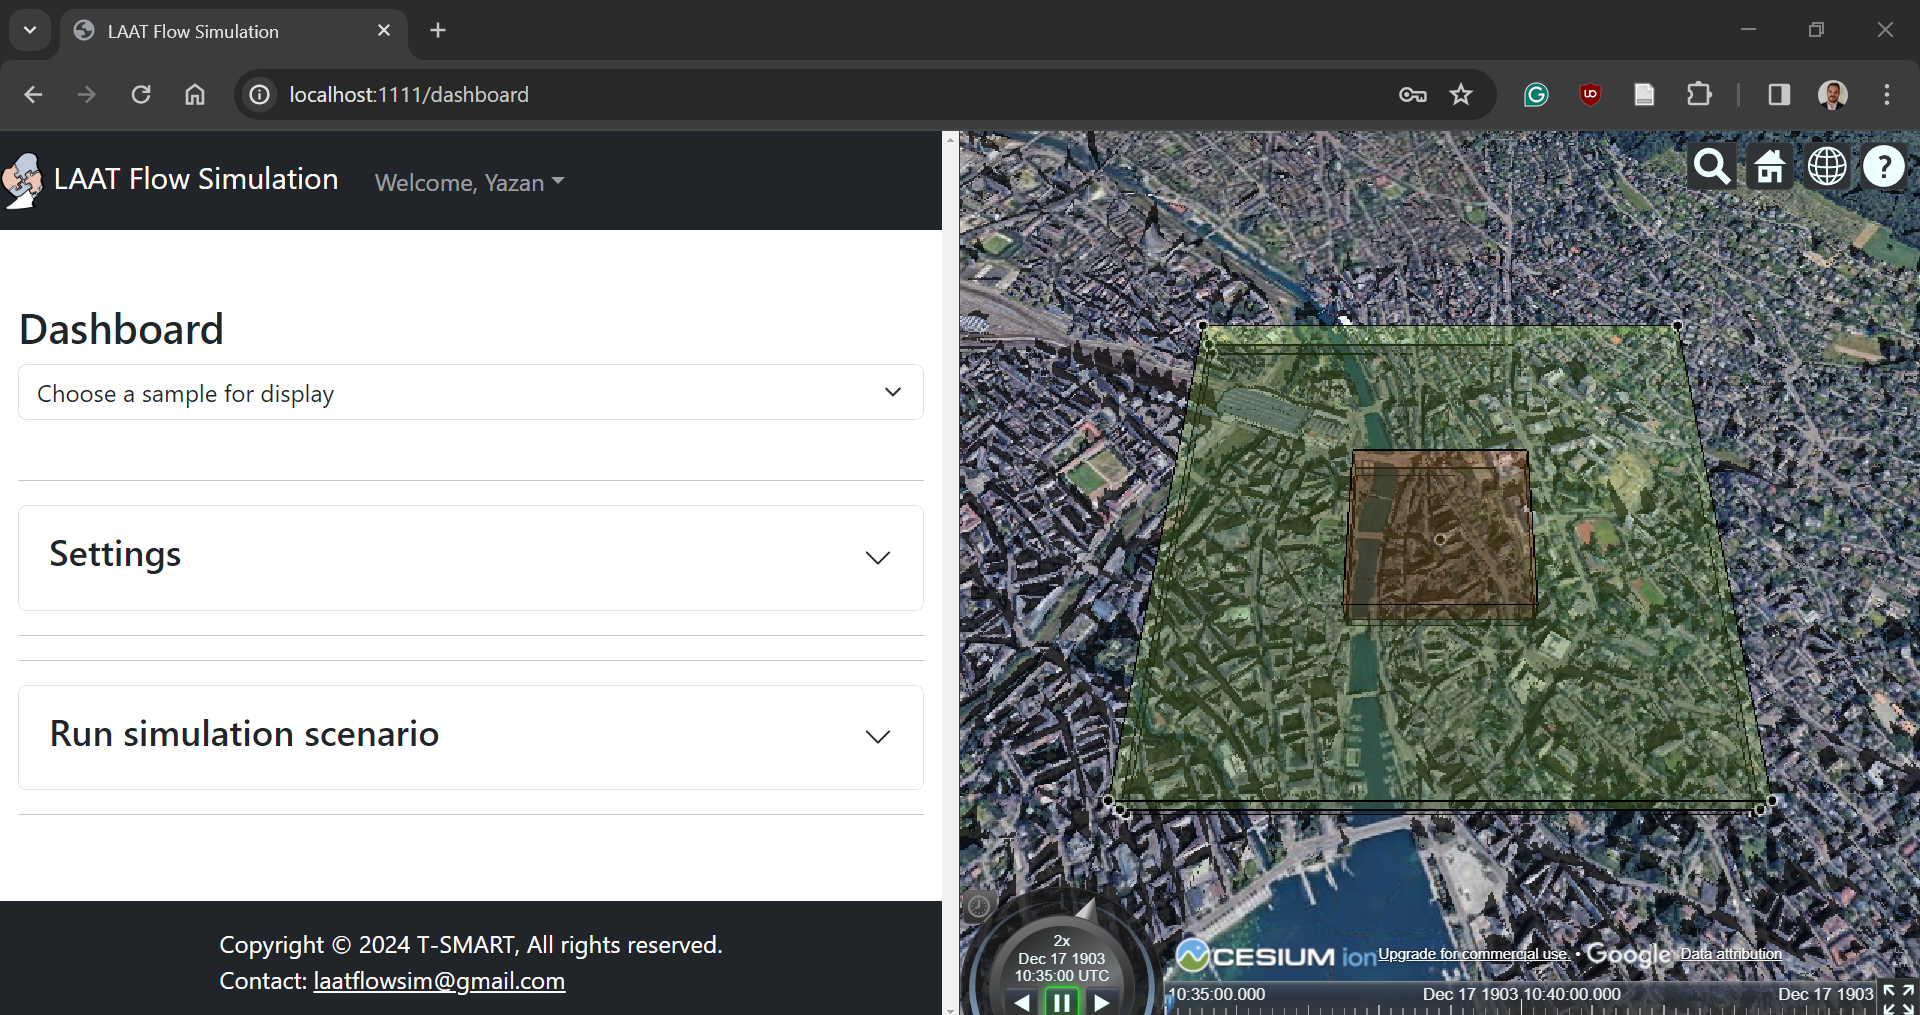 LAAT Flow Simulation
localhost:1111/dashboard
LAAT Flow Simulation
Welcome, Yazan
Dashboard
Choose a sample for display
Settings
Run simulation scenario
Copyright © 2024 T-SMART, All rights reserved.
Contact: laatflowsim@gmail.com
?
2x
Dec 17 1903
10:35:00 UTC
CESIUM ion Upgrade for commercial use. • Google Data attribution
10:35:00.000 Dec 17 1903 10:40:00.000 Dec 17 1903